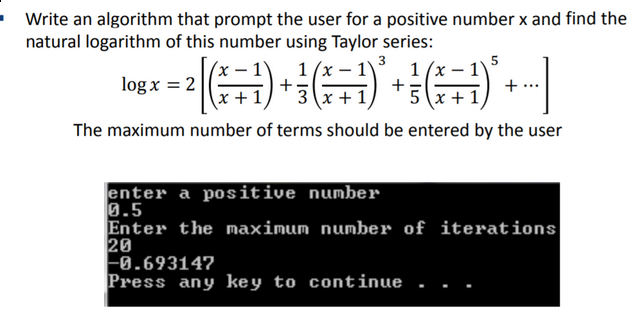 ▪ Write an algorithm that prompt the user for a positive number x and find the
natural logarithm of this number using Taylor series:
log x = 2 [((x − 1)/(x + 1)) + 1/3 ((x − 1)/(x + 1))^3 + 1/5 ((x − 1)/(x + 1))^5 + ⋯]
The maximum number of terms should be entered by the user
enter a positive number
0.5
Enter the maximum number of iterations
20
-0.693147
Press any key to continue . . .